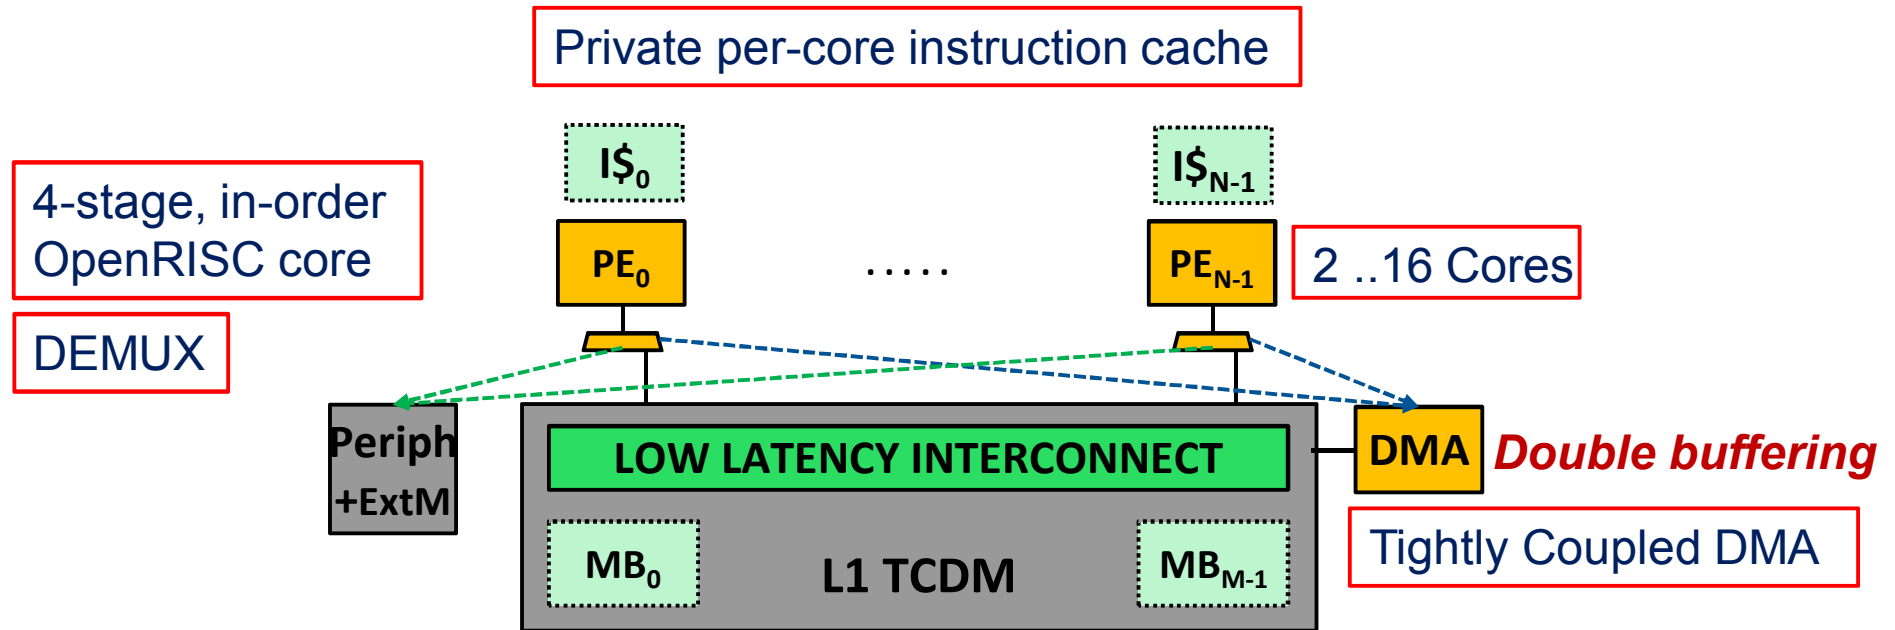 Private per-core instruction cache
I$0
I$N-1
4-stage, in-order
OpenRISC core
PE0
.....
PEN-1
2 ..16 Cores
DEMUX
Periph
+ExtM
LOW LATENCY INTERCONNECT
DMA
Double buffering
MB0
L1 TCDM
MBM-1
Tightly Coupled DMA